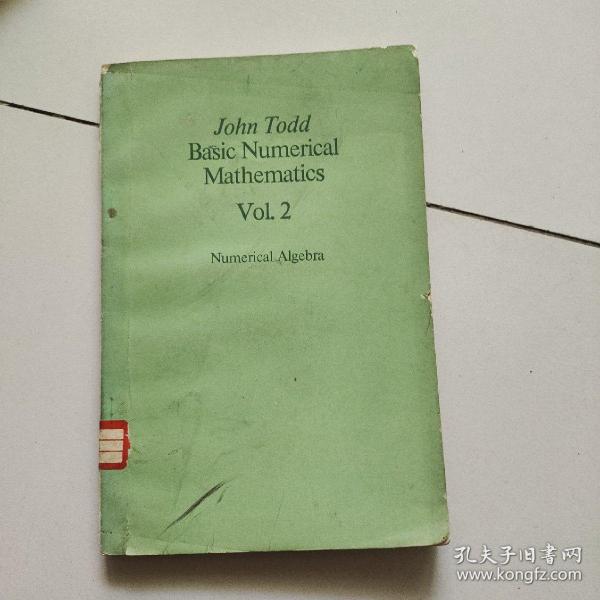 John Todd
Basic Numerical
Mathematics
Vol. 2
Numerical Algebra
孔夫子旧书网
www.kongfz.com